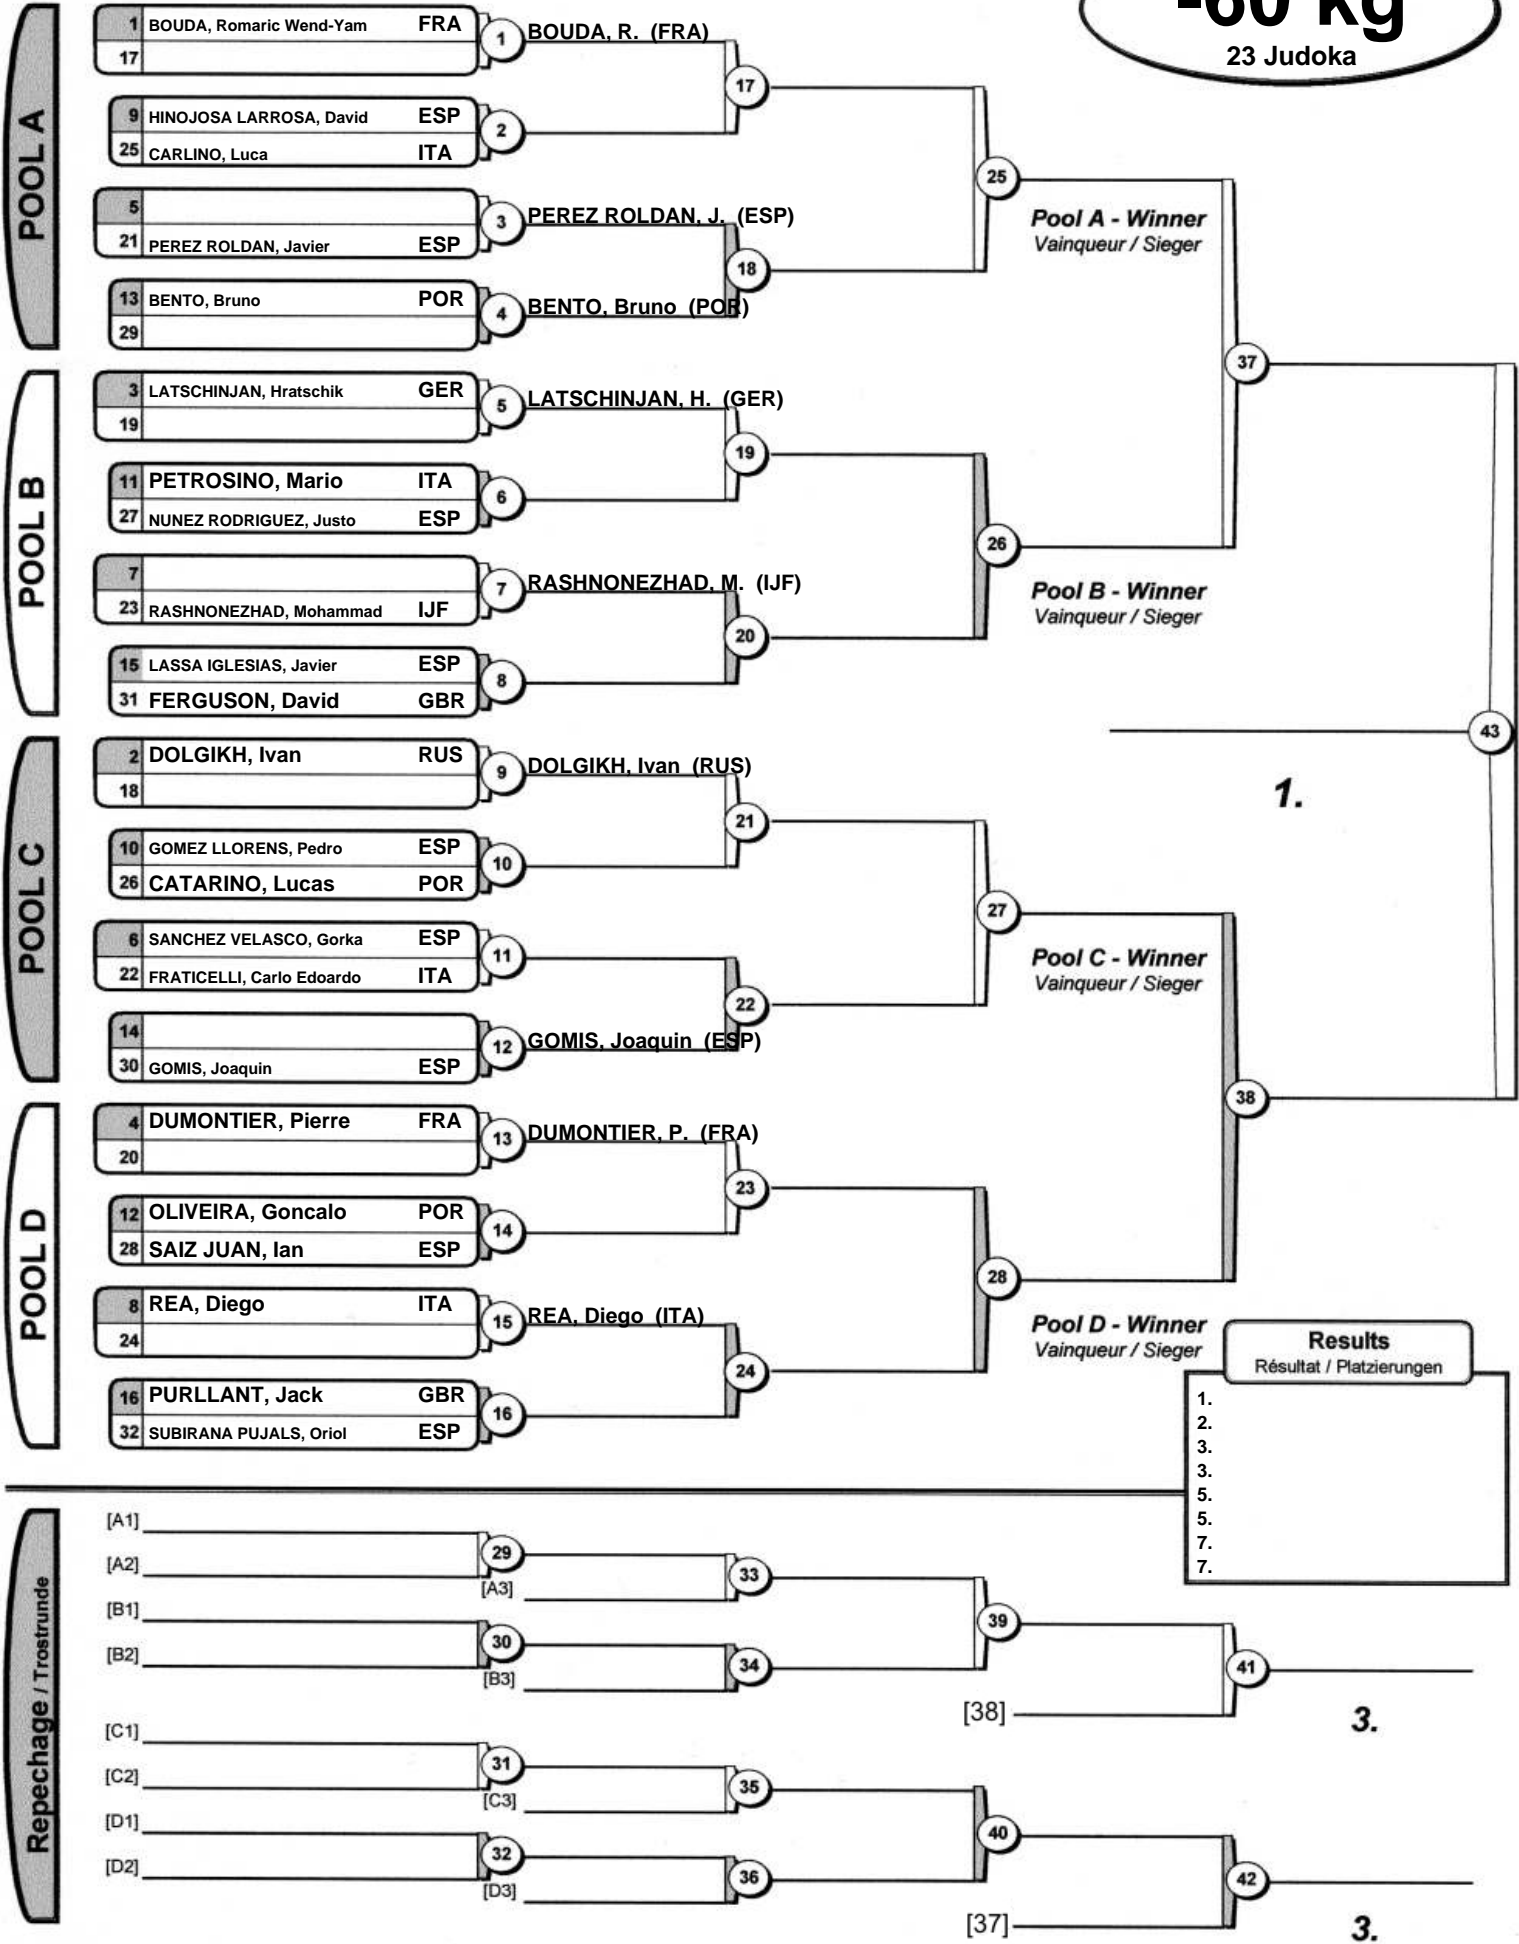 -60 kg
23 Judoka
POOL A
1 BOUDA, Romaric Wend-Yam FRA
17
1 BOUDA, R. (FRA)
17
9 HINOJOSA LARROSA, David ESP
25 CARLINO, Luca ITA
2
5
21 PEREZ ROLDAN, Javier ESP
3 PEREZ ROLDAN, J. (ESP)
18
13 BENTO, Bruno POR
29
4 BENTO, Bruno (POR)
25
Pool A - Winner
Vainqueur / Sieger
POOL B
3 LATSCHINJAN, Hratschik GER
19
5 LATSCHINJAN, H. (GER)
19
11 PETROSINO, Mario ITA
27 NUNEZ RODRIGUEZ, Justo ESP
6
7
23 RASHNONEZHAD, Mohammad IJF
7 RASHNONEZHAD, M. (IJF)
20
15 LASSA IGLESIAS, Javier ESP
31 FERGUSON, David GBR
8
26
Pool B - Winner
Vainqueur / Sieger
37
43
1.
POOL C
2 DOLGIKH, Ivan RUS
18
9 DOLGIKH, Ivan (RUS)
21
10 GOMEZ LLORENS, Pedro ESP
26 CATARINO, Lucas POR
10
6 SANCHEZ VELASCO, Gorka ESP
22 FRATICELLI, Carlo Edoardo ITA
11
22
14
30 GOMIS, Joaquin ESP
12 GOMIS, Joaquin (ESP)
27
Pool C - Winner
Vainqueur / Sieger
38
POOL D
4 DUMONTIER, Pierre FRA
20
13 DUMONTIER, P. (FRA)
23
12 OLIVEIRA, Goncalo POR
28 SAIZ JUAN, Ian ESP
14
8 REA, Diego ITA
24
15 REA, Diego (ITA)
24
16 PURLLANT, Jack GBR
32 SUBIRANA PUJALS, Oriol ESP
16
28
Pool D - Winner
Vainqueur / Sieger
Results
Résultat / Platzierungen
1.
2.
3.
3.
5.
5.
7.
7.
Repechage / Trostrunde
[A1]
[A2]
29
[A3]
33
[B1]
[B2]
30
[B3]
34
39
[38]
41
3.
[C1]
[C2]
31
[C3]
35
[D1]
[D2]
32
[D3]
36
40
[37]
42
3.